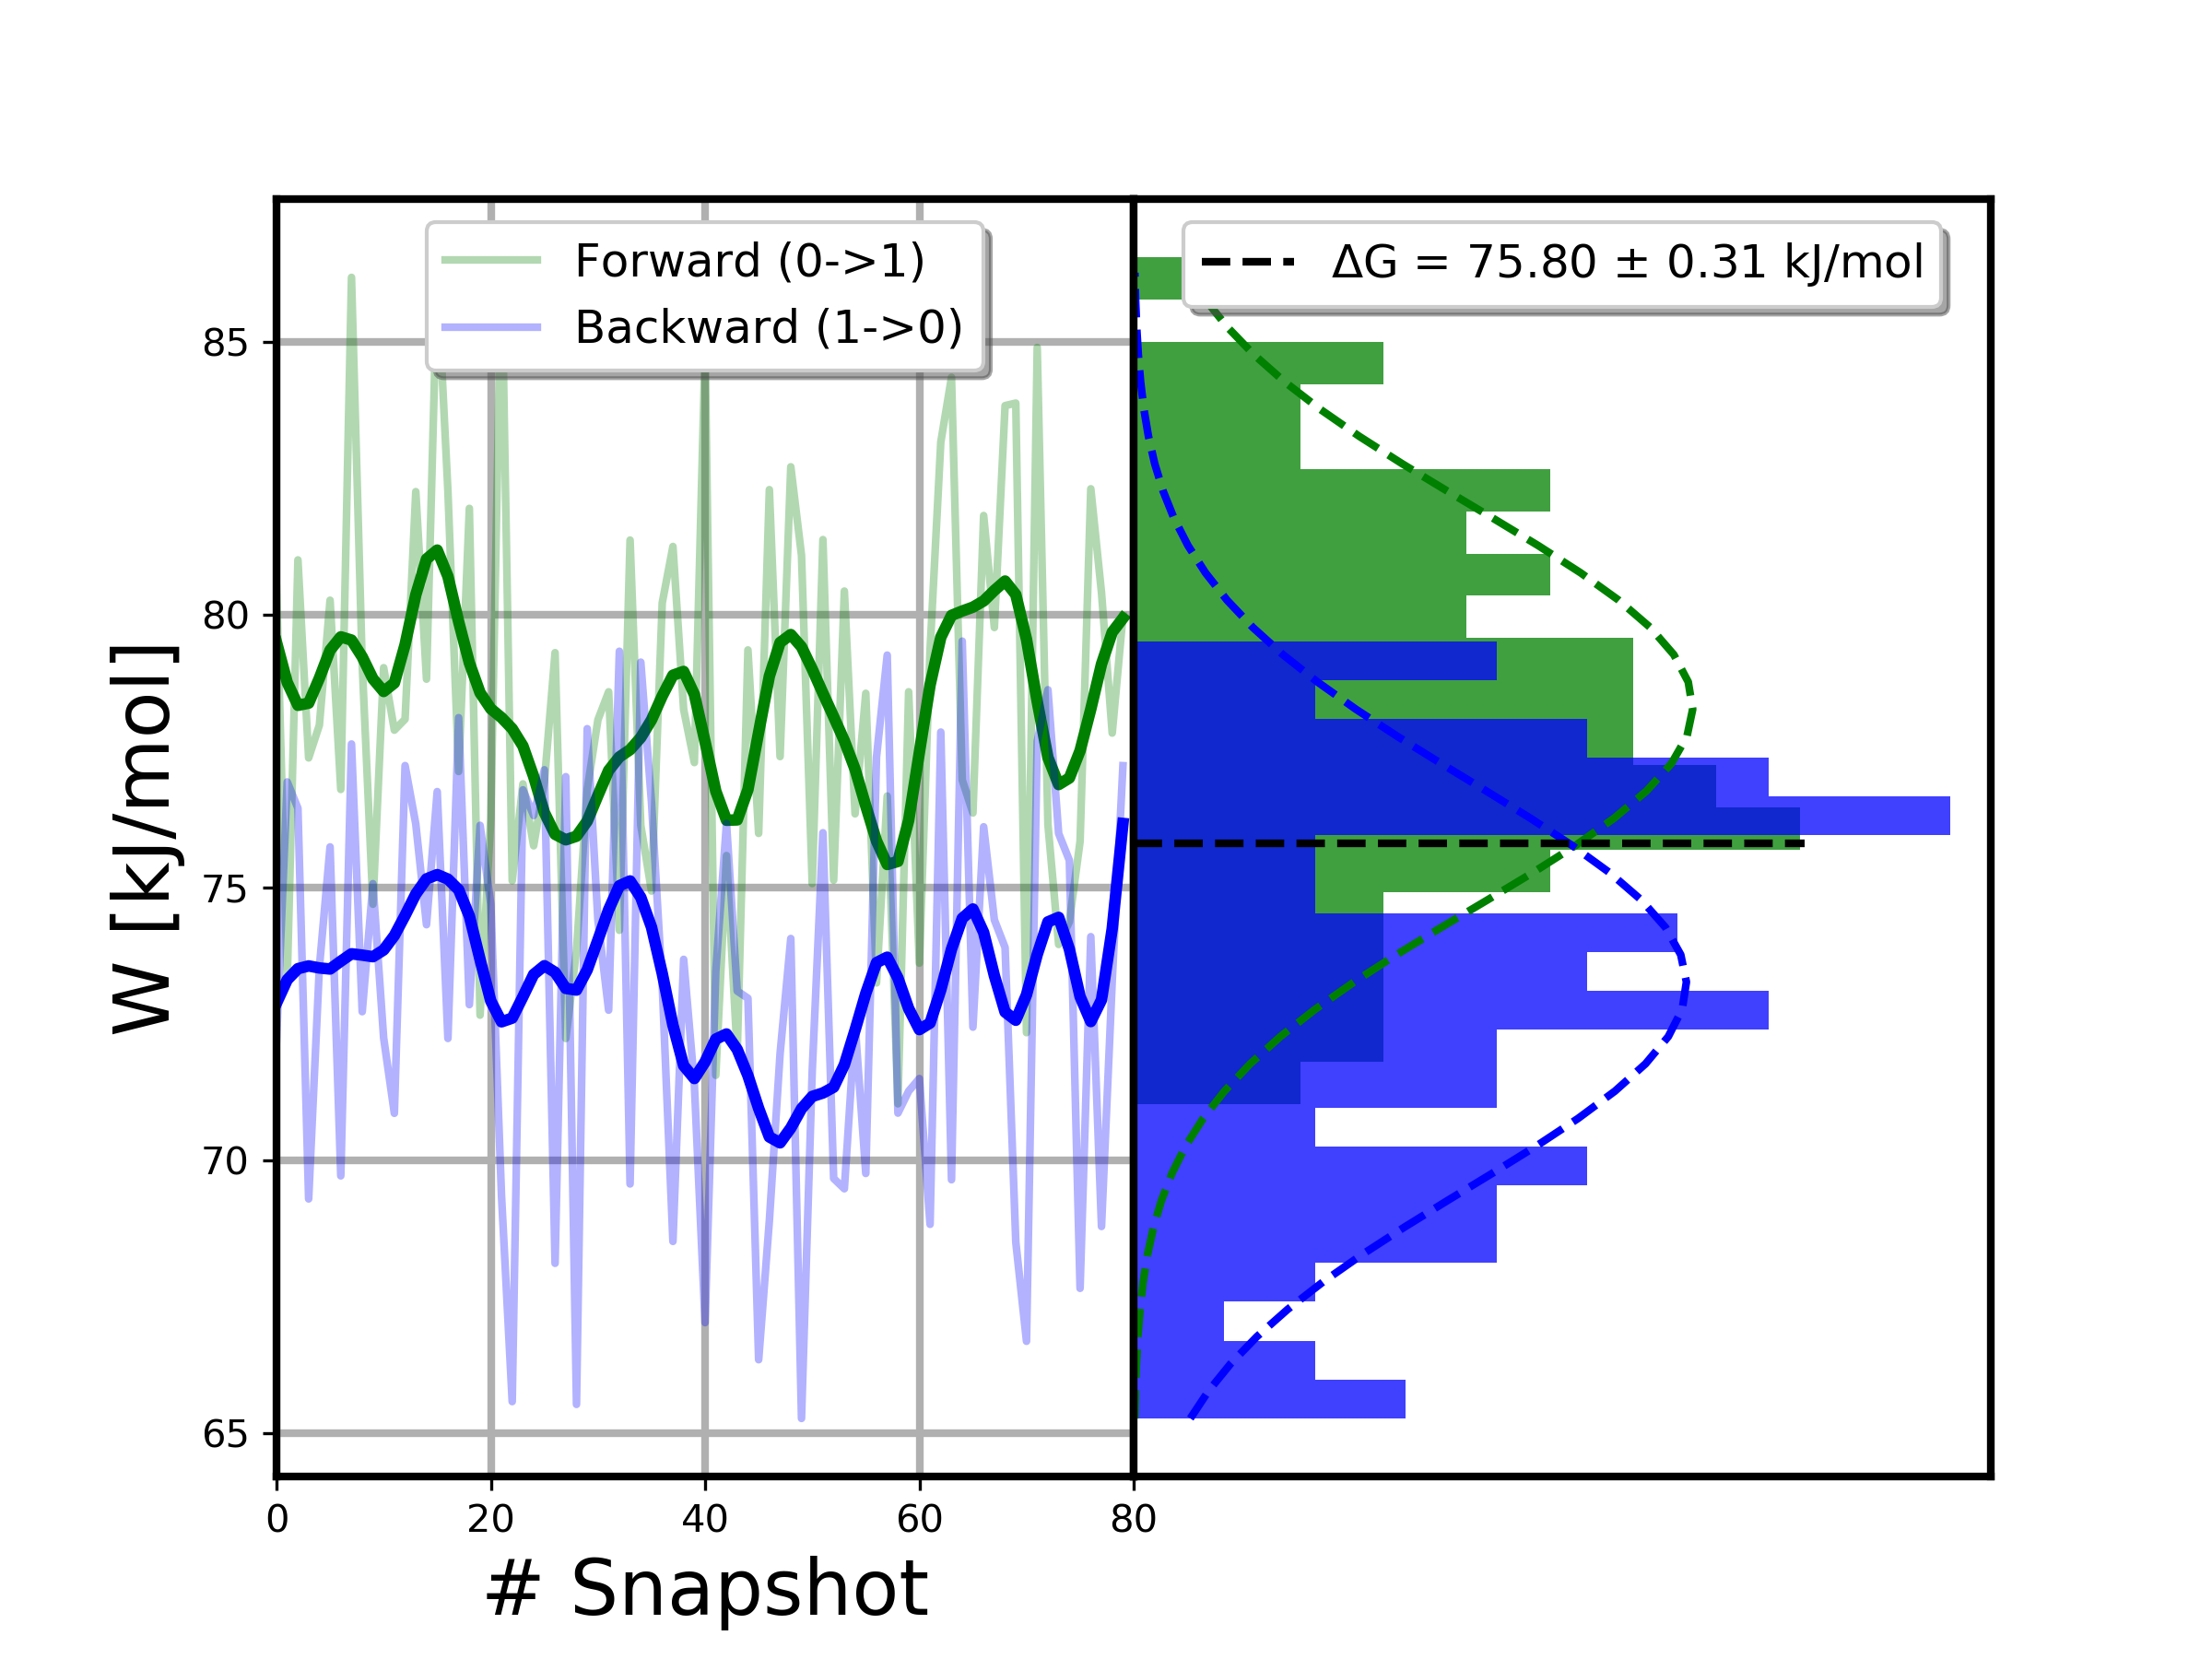 Forward (0->1)
Backward (1->0)
ΔG = 75.80 ± 0.31 kJ/mol
W [kJ/mol]
85
80
75
70
65
0 20 40 60 80
# Snapshot